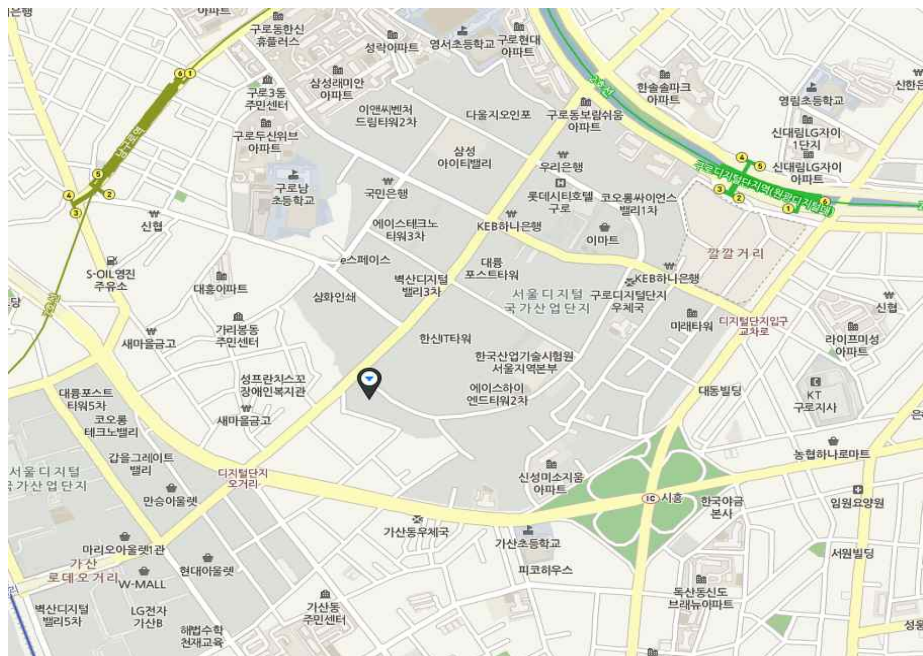 구로동한신
휴플러스
성락아파트
영서초등학교
구로현대
아파트
2호선
6
1
구로3동
주민센터
삼성래미안
아파트
이앤씨벤처
드림타워2차
다울지오인포
구로동보람쉬움
아파트
한솔솔파크
아파트
영림초등학교
신대림LG자이
1단지
신한은
남구로역
구로두산위브
아파트
삼성
아이티밸리
우리은행
4
5
신대림LG자이
아파트
구로남
초등학교
국민은행
롯데시티호텔
구로
코오롱싸이언스
밸리1차
3
2
1
6
5
2
4
3
신협
에이스테크노
타워3차
KEB하나은행
이마트
깔깔거리
S-OIL영진
주유소
e스페이스
대륭
포스트타워
대흥아파트
벽산디지털
밸리3차
KEB하나은행
구로디지털단지
우체국
서울디지털
국가산업단지
삼화인쇄
신협
새마을금고
가리봉동
주민센터
한신IT타워
미래타워
디지털단지입구
교차로
라이프미성
아파트
한국산업기술시험원
서울지역본부
성프란치스꼬
장애인복지관
에이스하이
엔드타워2차
대동빌딩
KT
구로지사
대륭포스트
타워5차
코오롱
테크노밸리
새마을금고
갑을그레이트
밸리
서울디지털
국가산업단지
디지털단지
오거리
농협하나로마트
만승아울렛
신성미소지움
아파트
IC
시흥
한국야금
본사
임원요양원
마리오아울렛1관
가산동우체국
가산초등학교
서원빌딩
가산
로데오거리
현대아울렛
W-MALL
피코하우스
독산동신도
브래뉴아파트
벽산디지털
밸리5차
LG전자
가산B
가산동
주민센터
해법수학
천재교육